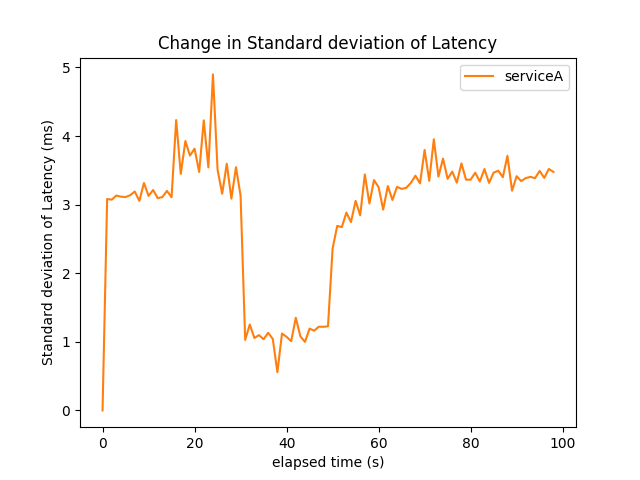 Change in Standard deviation of Latency
serviceA
Standard deviation of Latency (ms)
5
4
3
2
1
0
0 20 40 60 80 100
elapsed time (s)